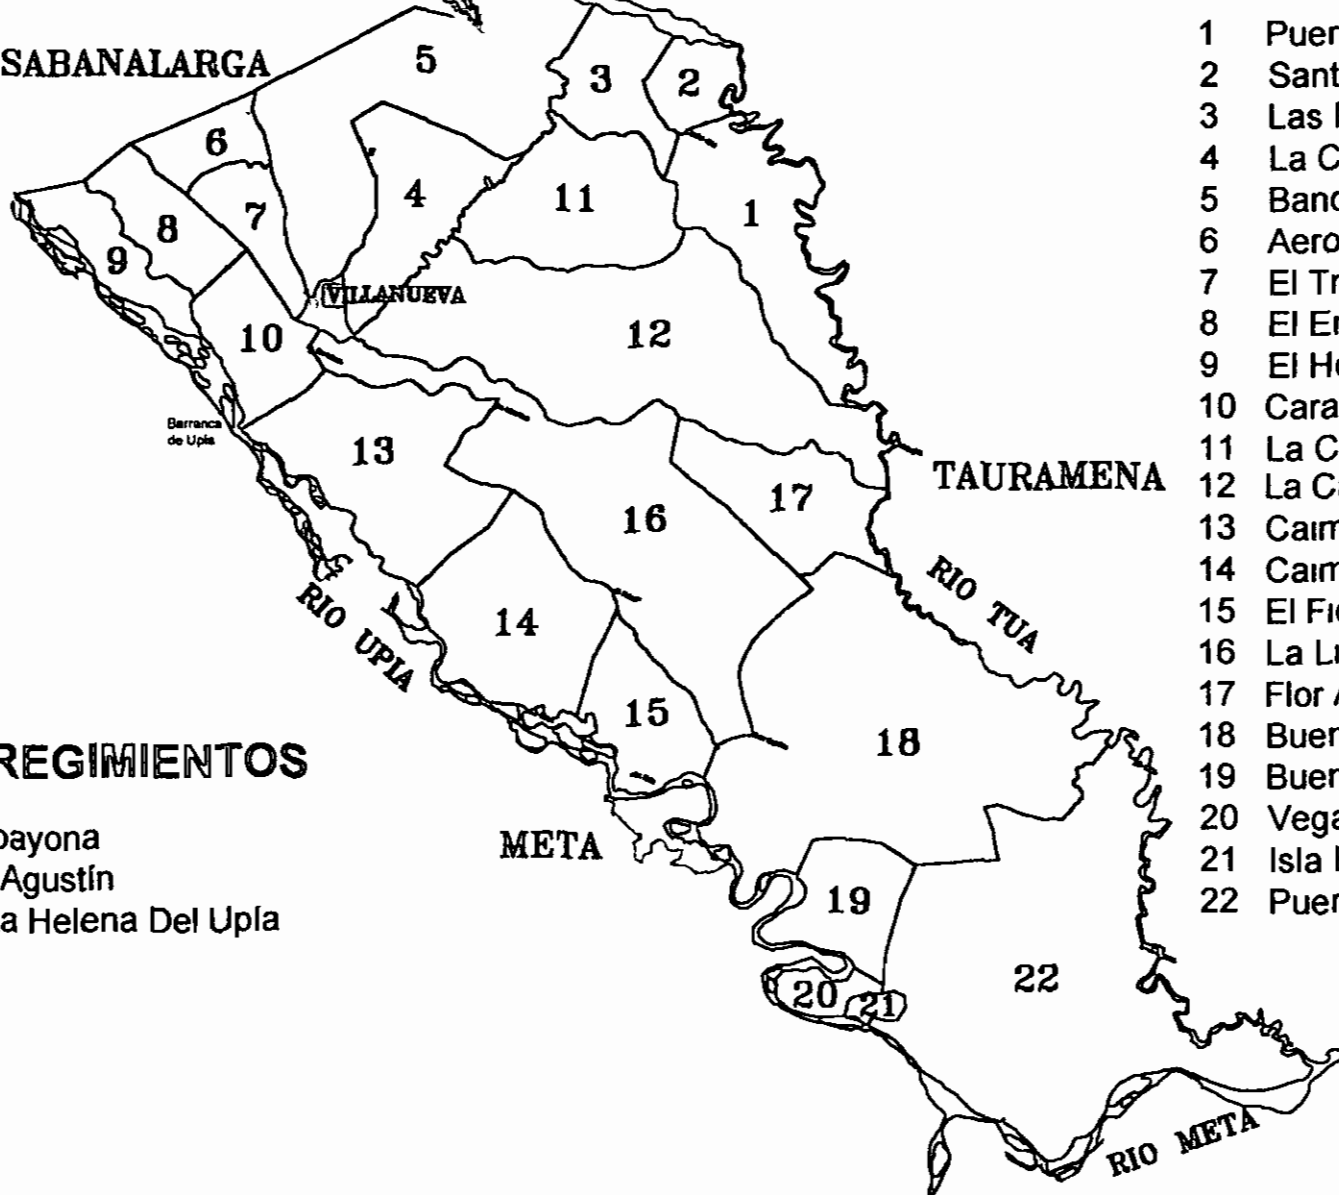 SABANALARGA
5
3
2
6
4
11
1
7
8
9
VILLANUEVA
10
12
Barranca
de Upia
13
TAURAMENA
17
16
RIO TUA
RIO UPIA
14
15
18
META
19
22
20
21
RIO META
REGIMIENTOS
bayona
Agustín
a Helena Del Upía
1 Puer
2 Sant
3 Las
4 La C
5 Band
6 Aero
7 El Tr
8 El
9 El
10 Cara
11 La C
12 La Ca
13 Caim
14 Caim
15 El
16 La
17 Flor
18 Buen
19 Buen
20 Vega
21 Isla
22 Puer